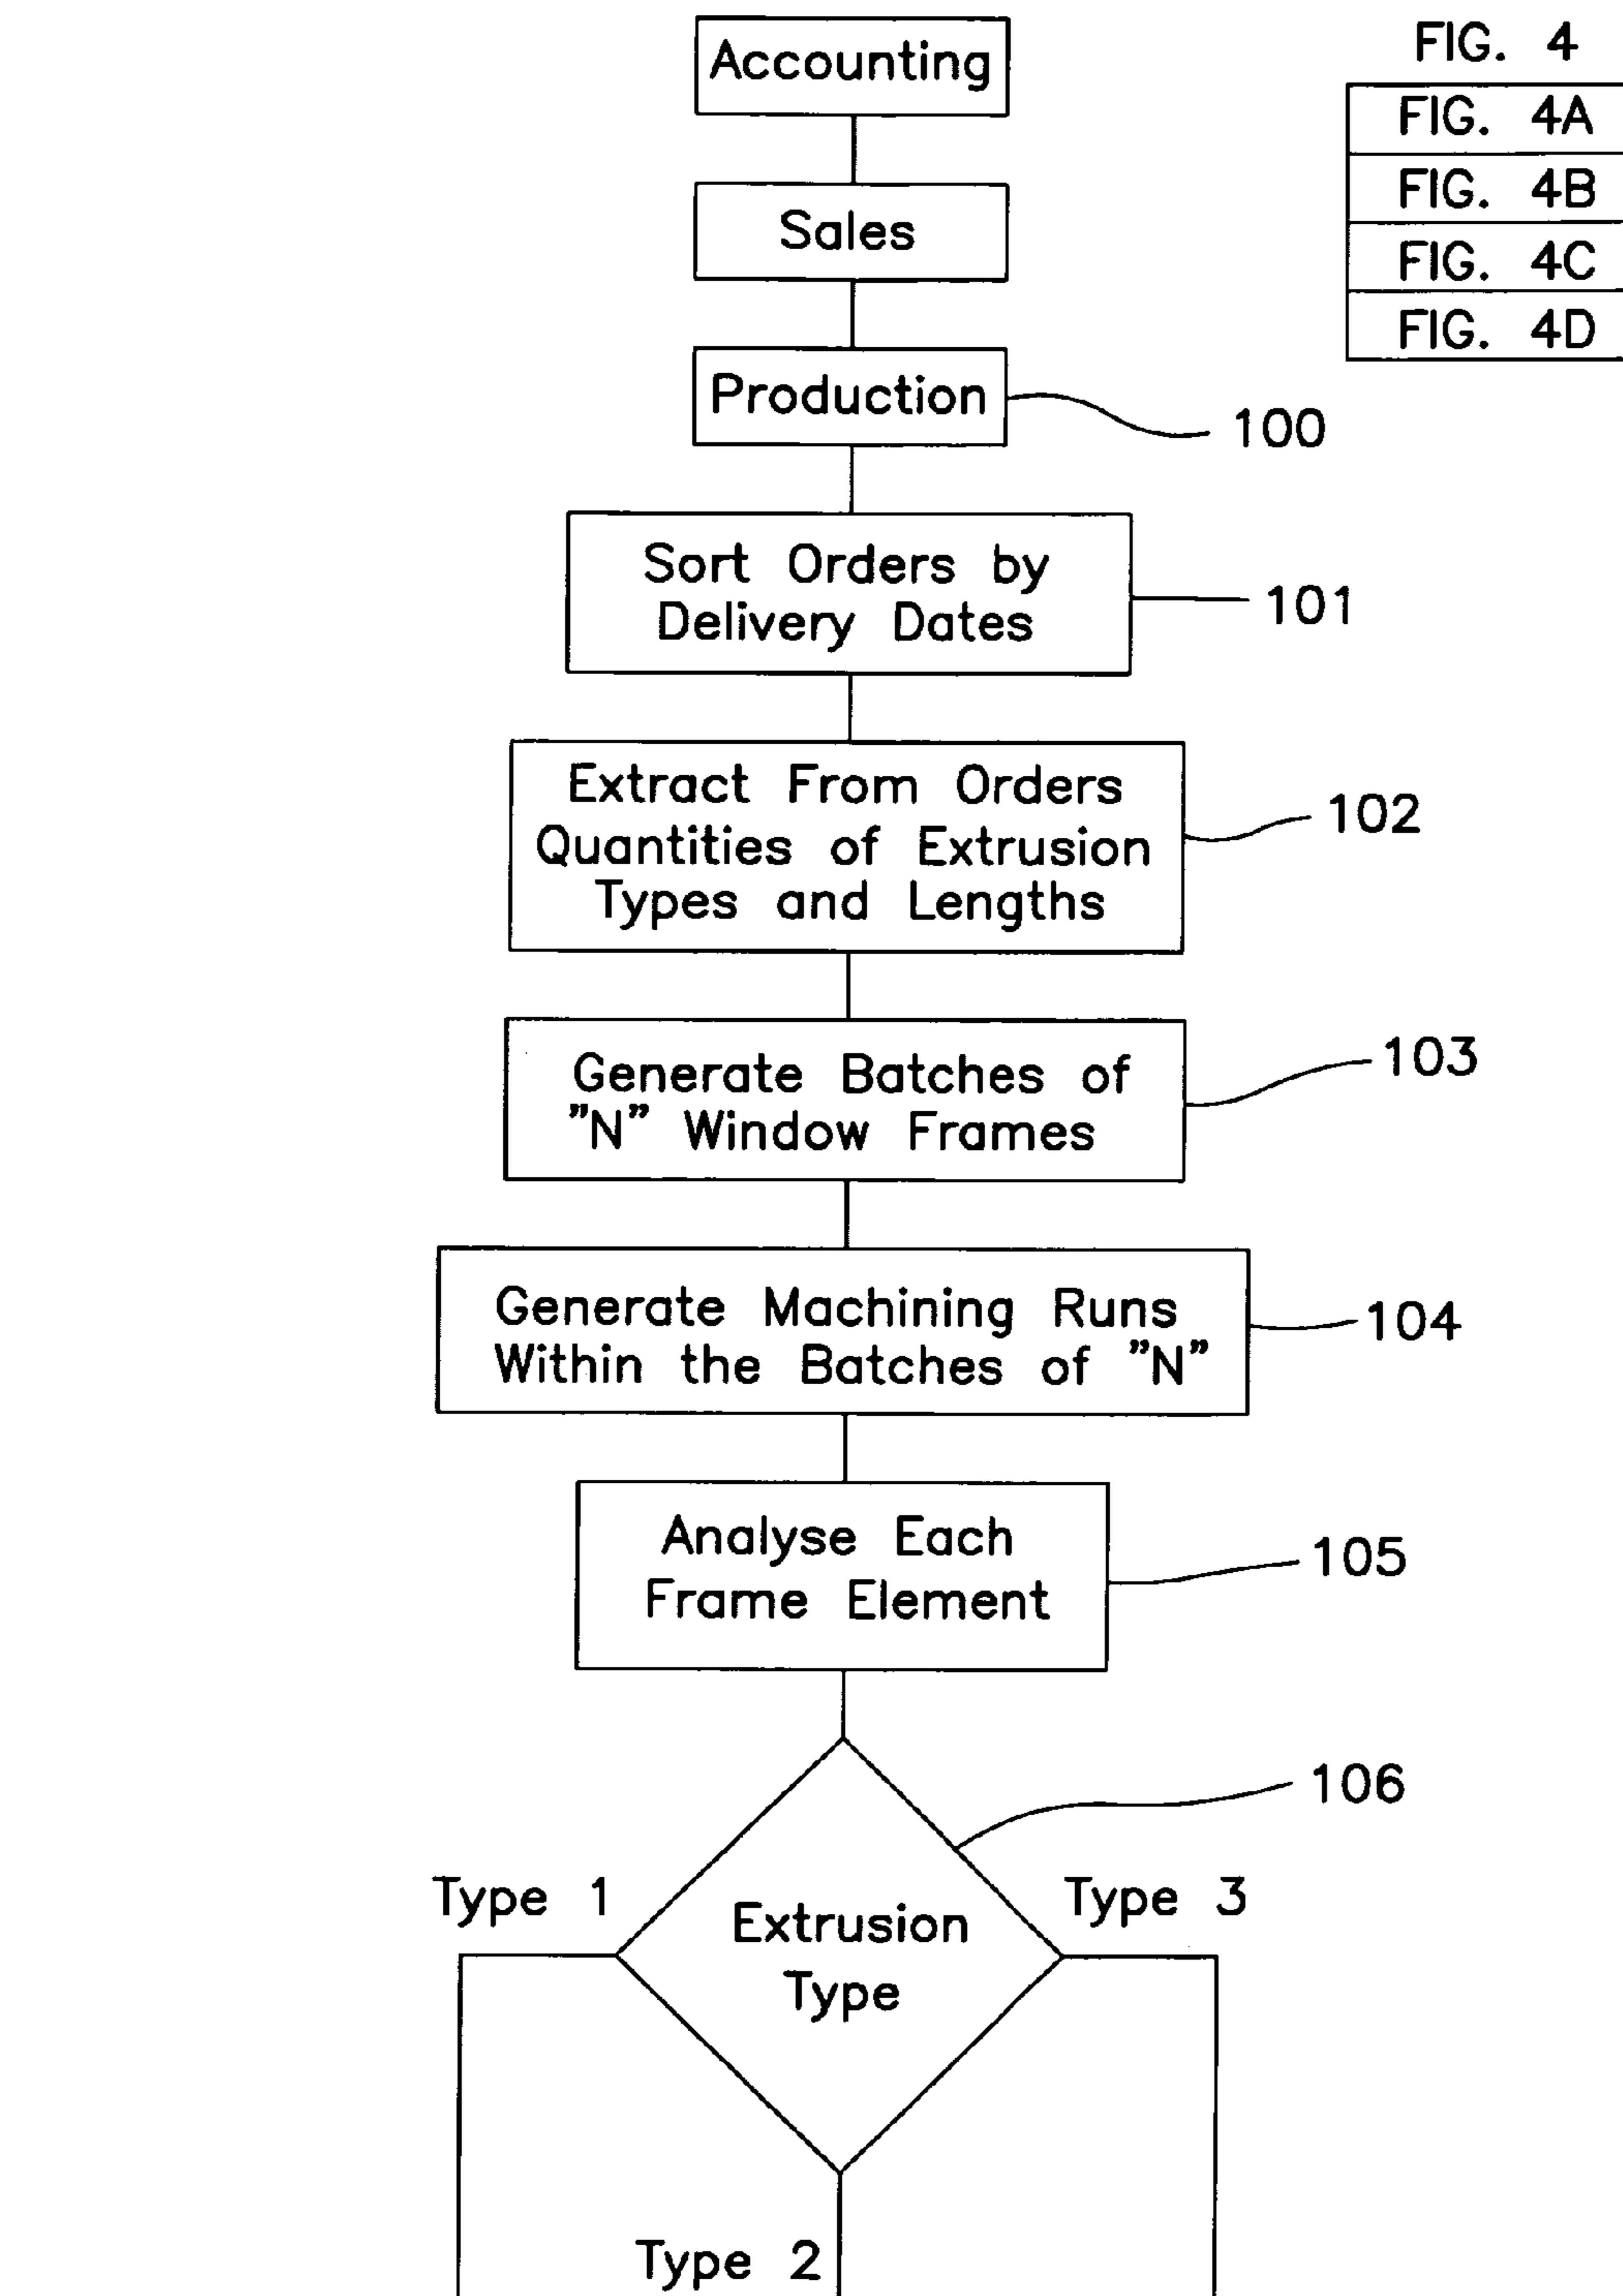 Accounting
FIG. 4
FIG. 4A
FIG. 4B
FIG. 4C
FIG. 4D
Sales
Production
100
Sort Orders by
Delivery Dates
101
Extract From Orders
Quantities of Extrusion
Types and Lengths
102
Generate Batches of
"N" Window Frames
103
Generate Machining Runs
Within the Batches of "N"
104
Analyse Each
Frame Element
105
106
Type 1
Type 3
Extrusion
Type
Type 2